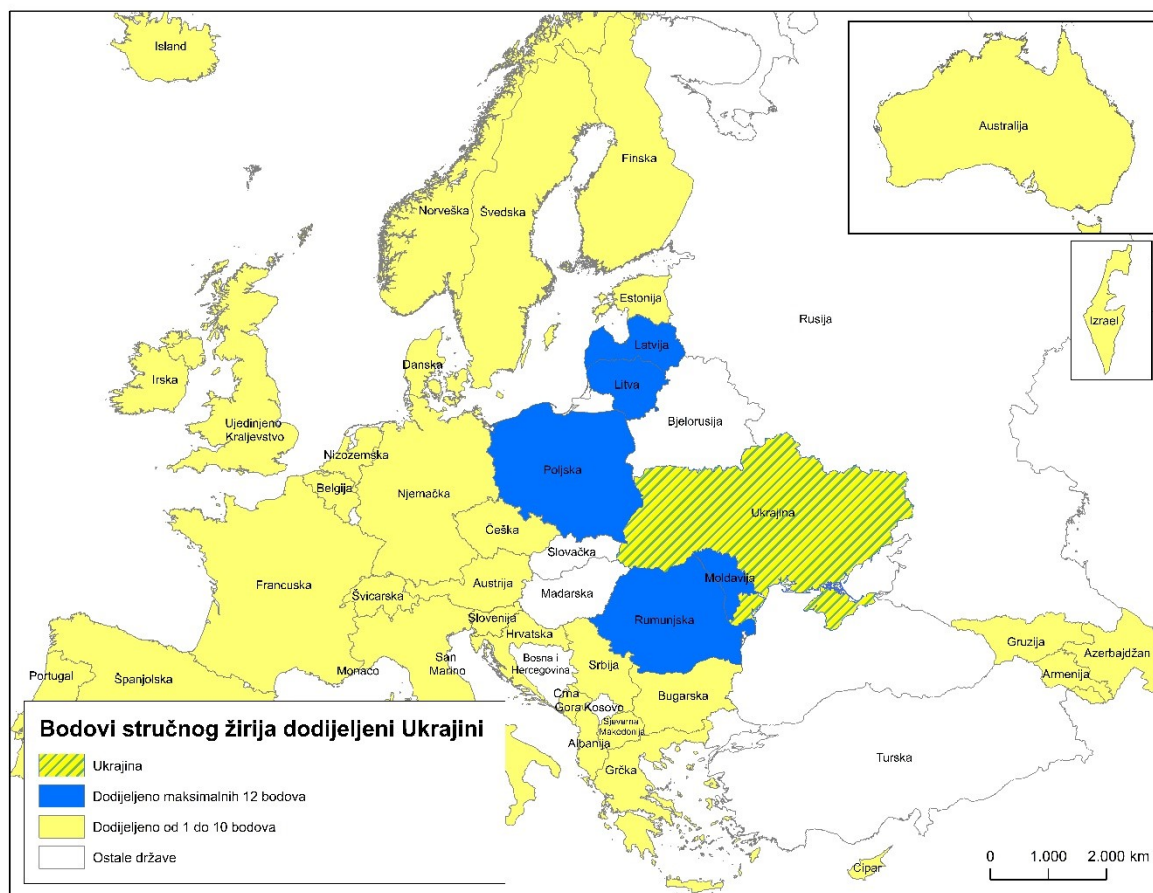 Island
Australija
Finska
Norveška
Švedska
Estonija
Rusija
Izrael
Latvija
Danska
Litva
Irska
Ujedinjeno
Kraljevstvo
Bjelorusija
Nizozemska
Poljska
Belgija
Njemačka
Ukrajina
Češka
Slovačka
Francuska
Austrija
Moldavija
Švicarska
Madarska
Slovenija
Rumunjska
Hrvatska
Gruzija
Bosna i
Hercegovina
San
Marino
Monaco
Srbija
Azerbajdžan
Portugal
Španjolska
Armenija
Crna
Gora
Kosovo
Bugarska
Sjeverna
Makedonija
Albanija
Grčka
Turska
Cipar
Bodovi stručnog žirija dodijeljeni Ukrajini
Ukrajina
Dodijeljeno maksimalnih 12 bodova
Dodijeljeno od 1 do 10 bodova
Ostale države
0 1.000 2.000 km